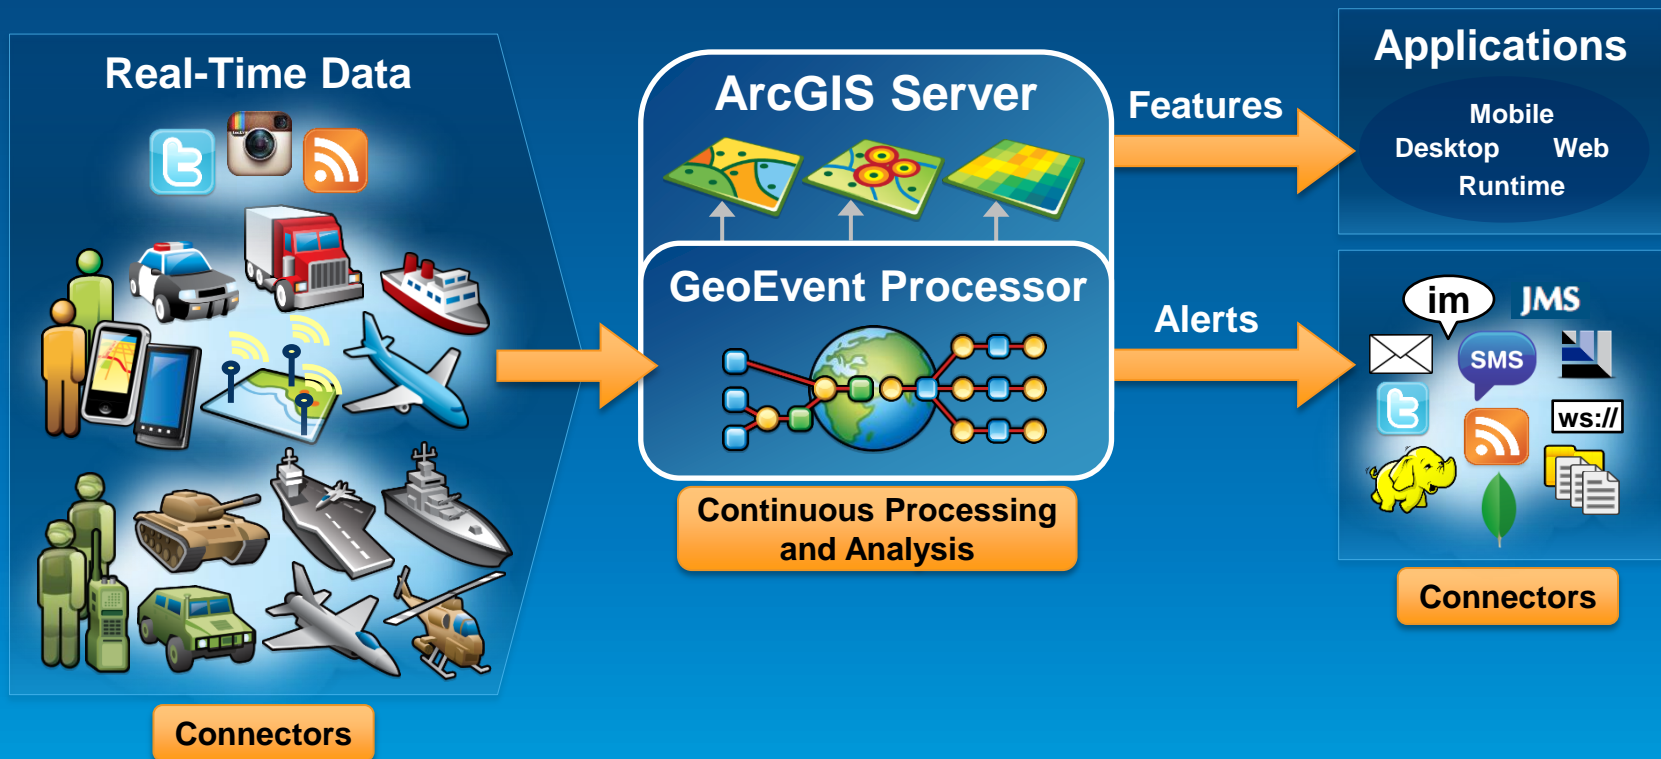 Real-Time Data
Connectors
ArcGIS Server
GeoEvent Processor
Continuous Processing
and Analysis
Features
Alerts
Applications
Mobile
Desktop Web
Runtime
im
JMS
SMS
ws://
Connectors